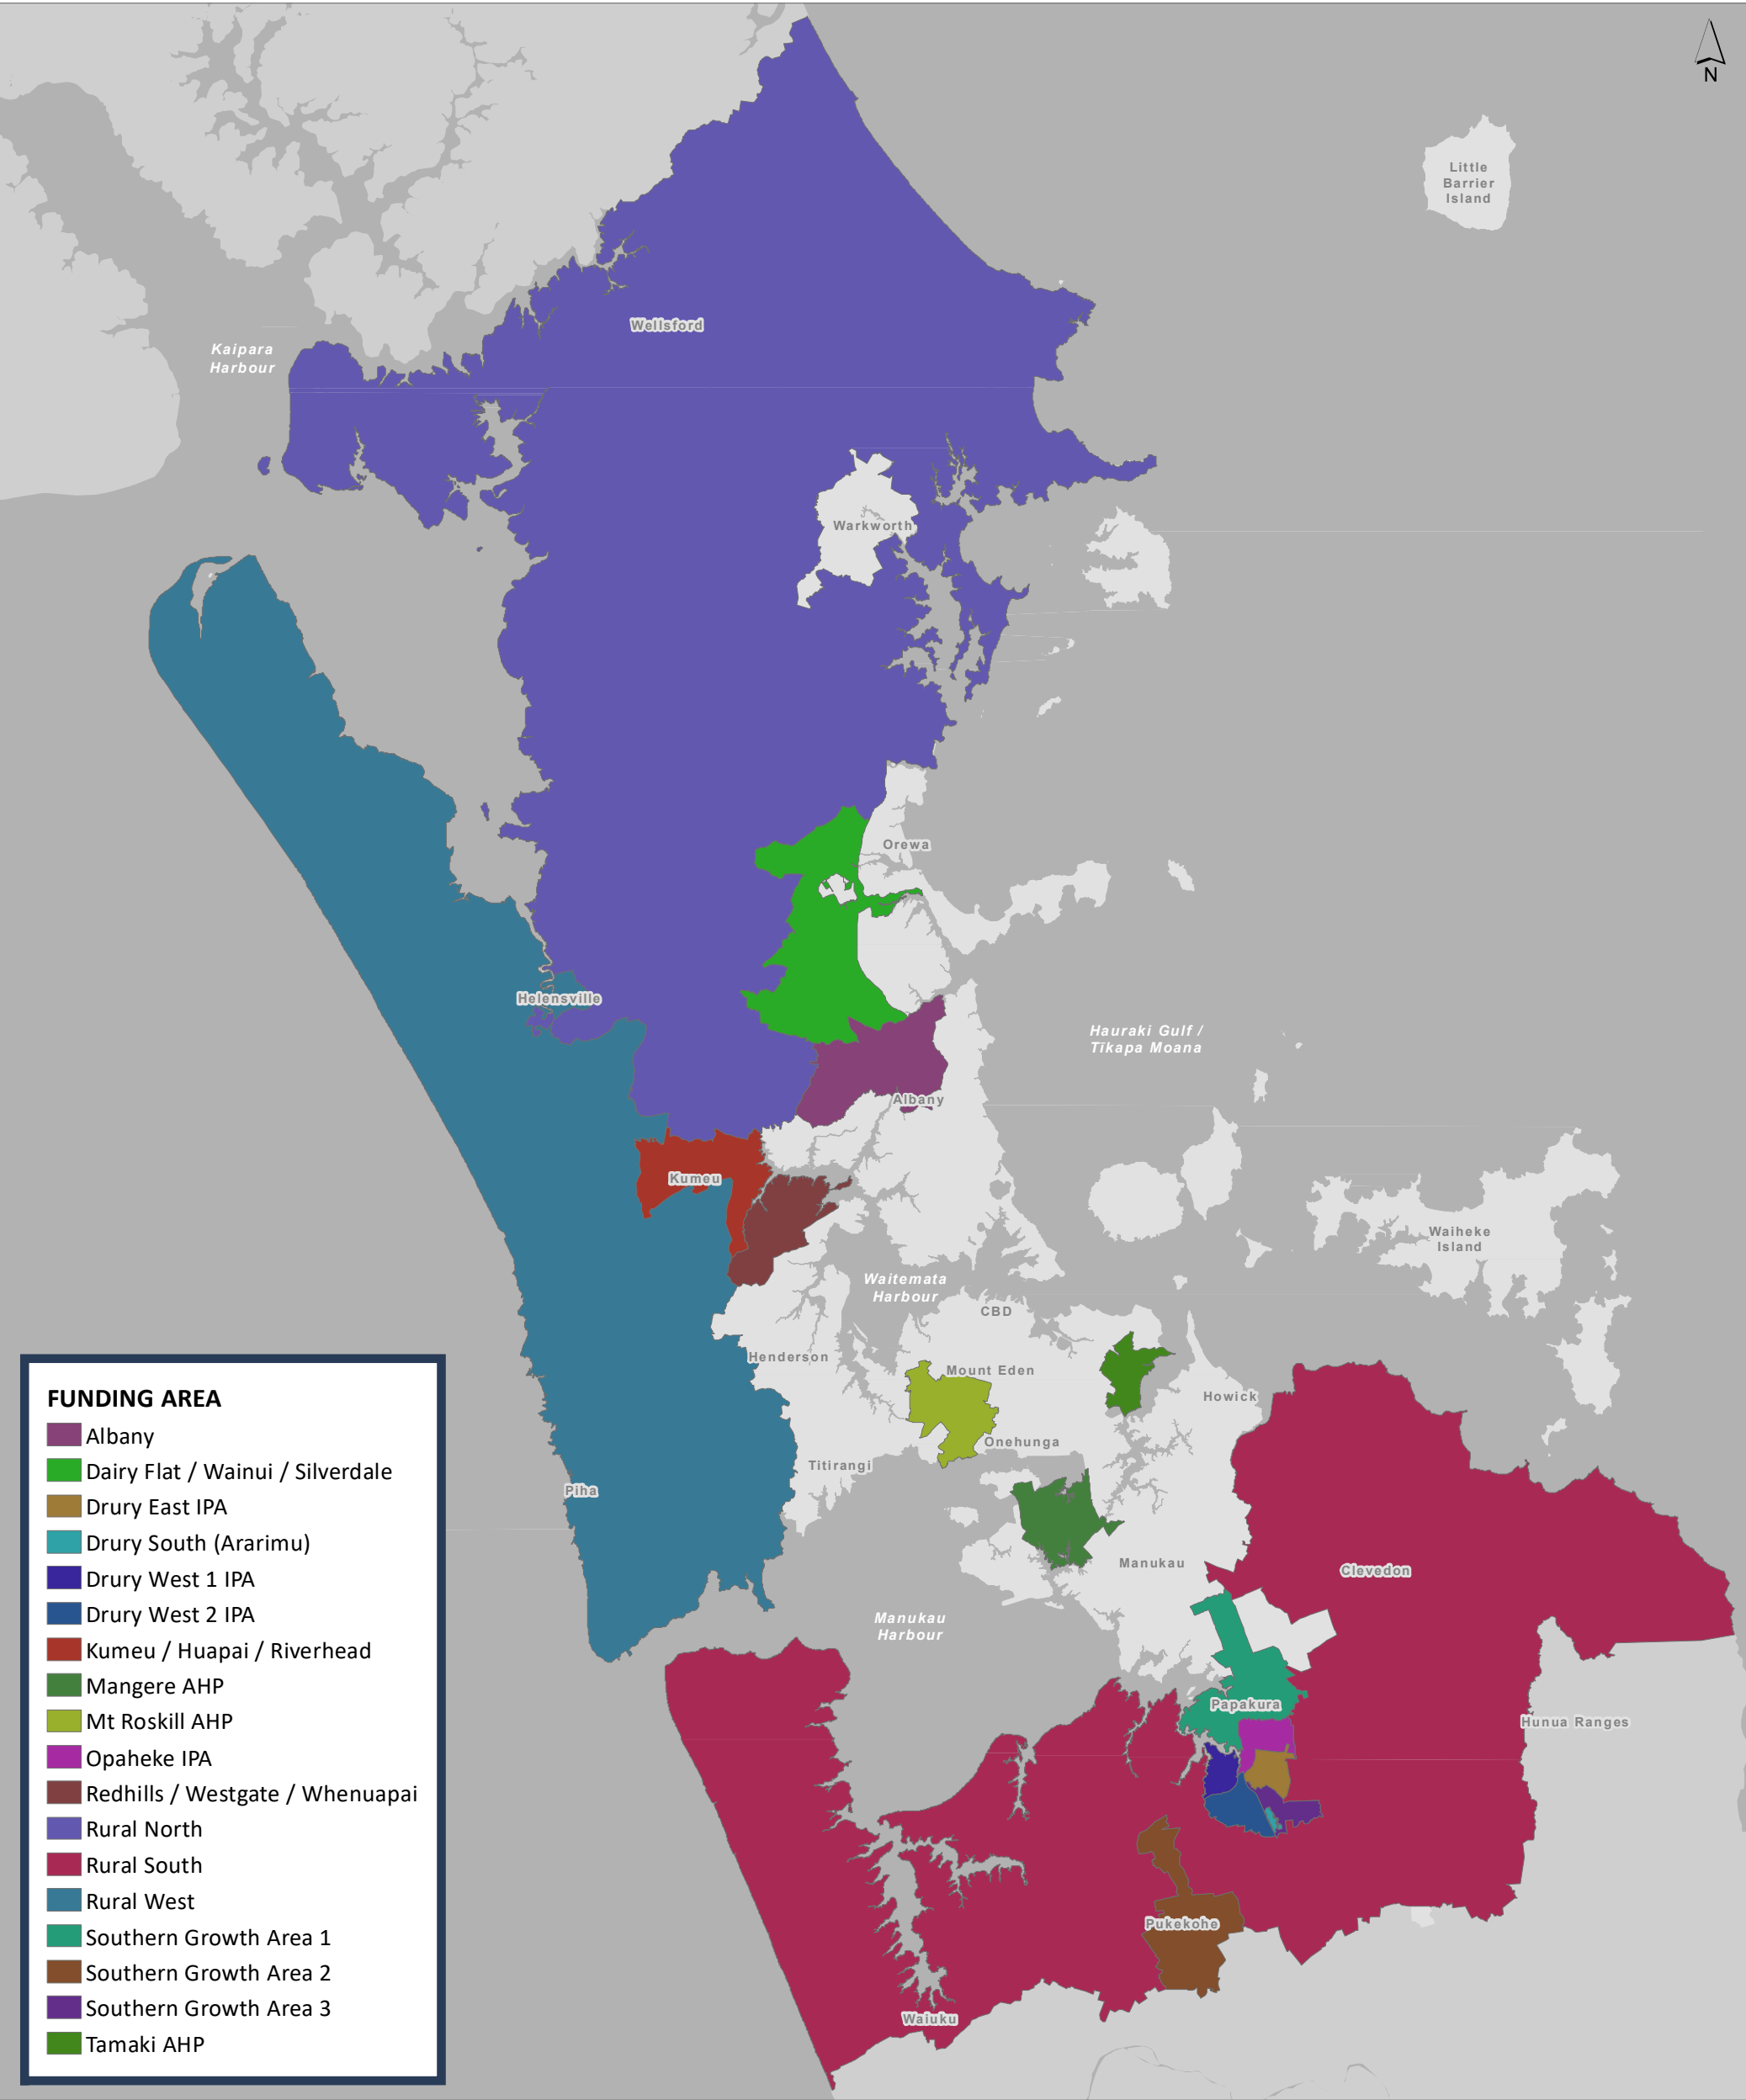 N
Little
Barrier
Island
Wellsford
Kaipara
Harbour
Warkworth
Orewa
Helensville
Hauraki Gulf /
Tikapa Moana
Albany
Kumeu
Waiheke
Island
Waitemata
Harbour
CBD
Henderson
Mount Eden
Howick
Onehunga
Titirangi
Piha
Manukau
Clevedon
Manukau
Harbour
Papakura
Hunua Ranges
Pukekohe
Waiuku
FUNDING AREA
Albany
Dairy Flat / Wainui / Silverdale
Drury East IPA
Drury South (Ararimu)
Drury West 1 IPA
Drury West 2 IPA
Kumeu / Huapai / Riverhead
Mangere AHP
Mt Roskill AHP
Opaheke IPA
Redhills / Westgate / Whenuapai
Rural North
Rural South
Rural West
Southern Growth Area 1
Southern Growth Area 2
Southern Growth Area 3
Tamaki AHP